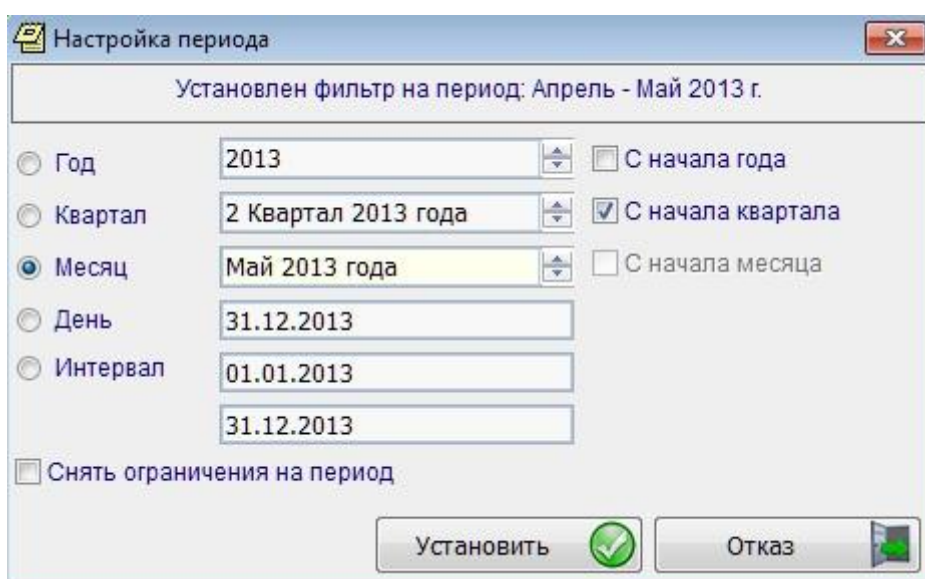 Настройка периода
Установлен фильтр на период: Апрель - Май 2013 г.
Год 2013 С начала года
Квартал 2 Квартал 2013 года С начала квартала
Месяц Май 2013 года С начала месяца
День 31.12.2013
Интервал 01.01.2013
31.12.2013
Снять ограничения на период
Установить Отказ